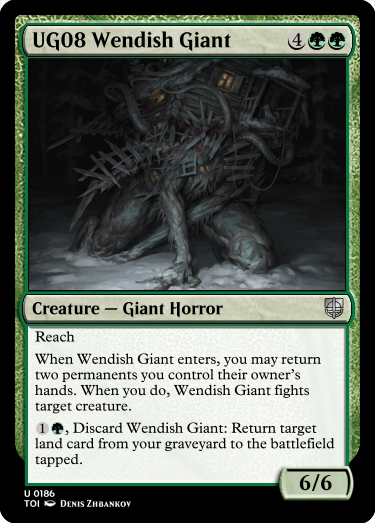 UG08 Wendish Giant 4
Creature — Giant Horror
Reach
When Wendish Giant enters, you may return
two permanents you control their owner's
hands. When you do, Wendish Giant fights
target creature.
1, Discard Wendish Giant: Return target
land card from your graveyard to the battlefield
tapped.
6/6
U 0186
TOI Denis Zhbankov